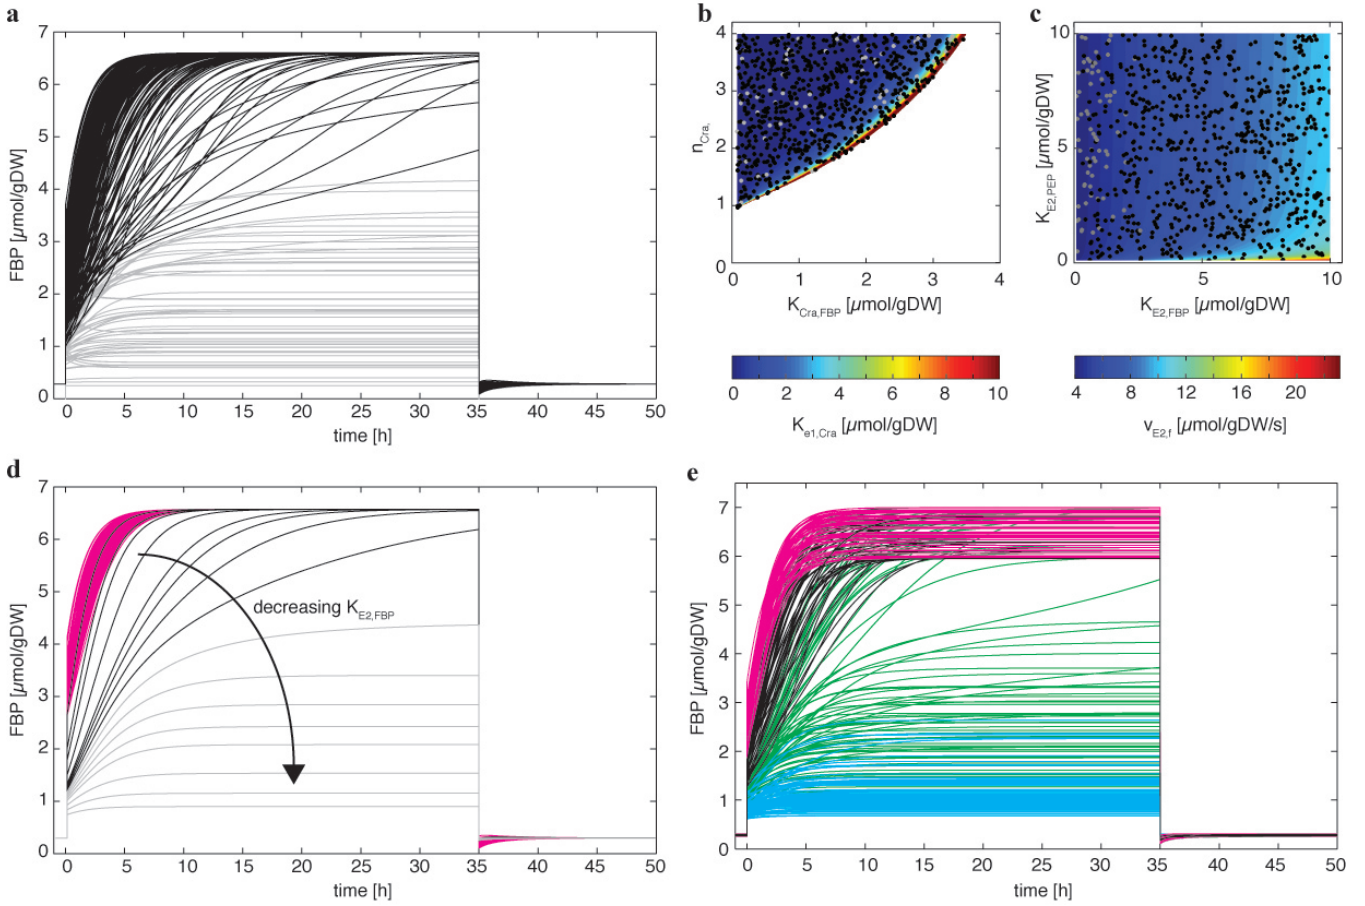 a
7
6
5
4
3
2
1
0
FBP [µmol/gDW]
0 5 10 15 20 25 30 35 40 45 50
time [h]
b
4
3
2
1
0
n_Cra,
0 1 2 3 4
K_Cra,FBP [µmol/gDW]
0 2 4 6 8 10
K_e1,Cra [µmol/gDW]
c
10
5
0
K_E2,PEP [µmol/gDW]
0 5 10
K_E2,FBP [µmol/gDW]
4 8 12 16 20
v_E2,f [µmol/gDW/s]
d
7
6
5
4
3
2
1
0
FBP [µmol/gDW]
decreasing K_E2,FBP
0 5 10 15 20 25 30 35 40 45 50
time [h]
e
7
6
5
4
3
2
1
0
FBP [µmol/gDW]
0 5 10 15 20 25 30 35 40 45 50
time [h]